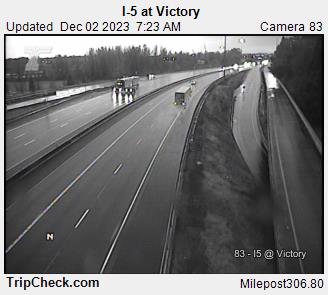 I-5 at Victory
Updated Dec 02 2023 7:23 AM Camera 83
N
83 - I5 @ Victory
TripCheck.com Milepost306.80